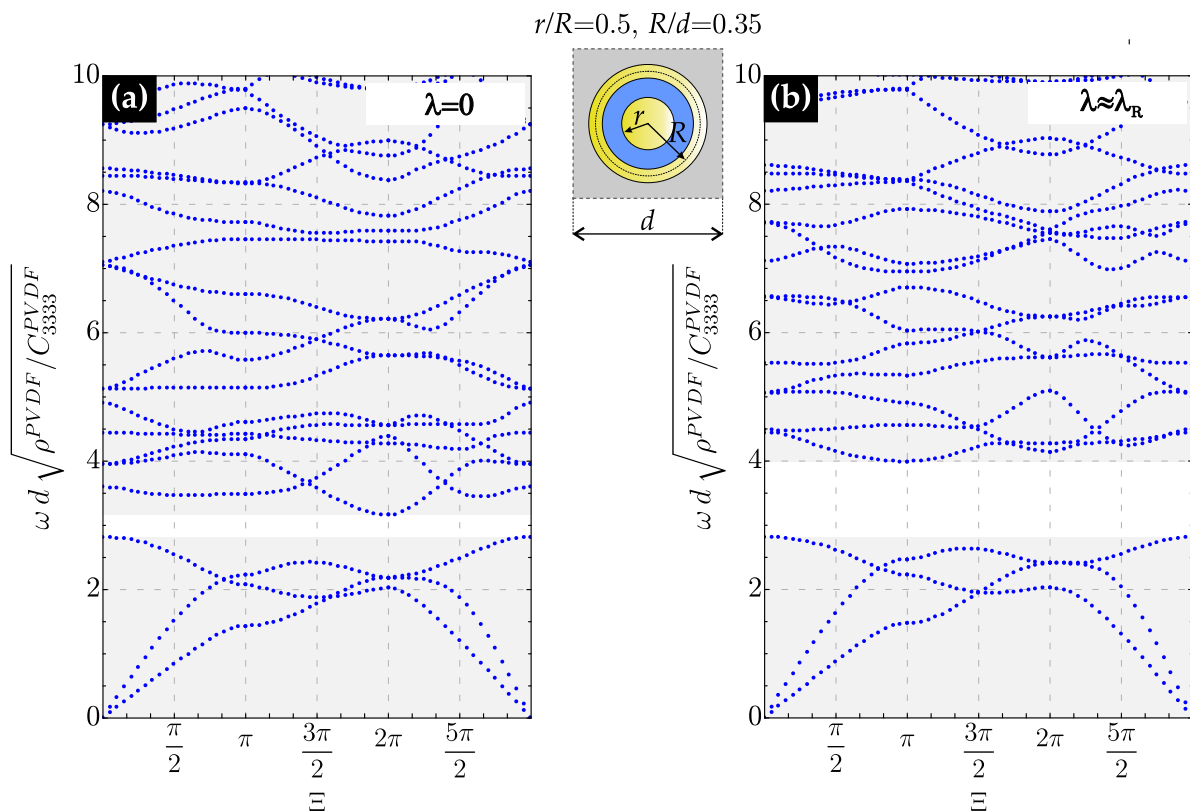 r/R=0.5, R/d=0.35
(a)
λ=0
10
8
6
4
2
0
π/2
π
3π/2
2π
5π/2
Ξ
ω d √ρ^PVDF/C_3333^PVDF
r
R
d
(b)
λ≈λ_R
10
8
6
4
2
0
π/2
π
3π/2
2π
5π/2
Ξ
ω d √ρ^PVDF/C_3333^PVDF